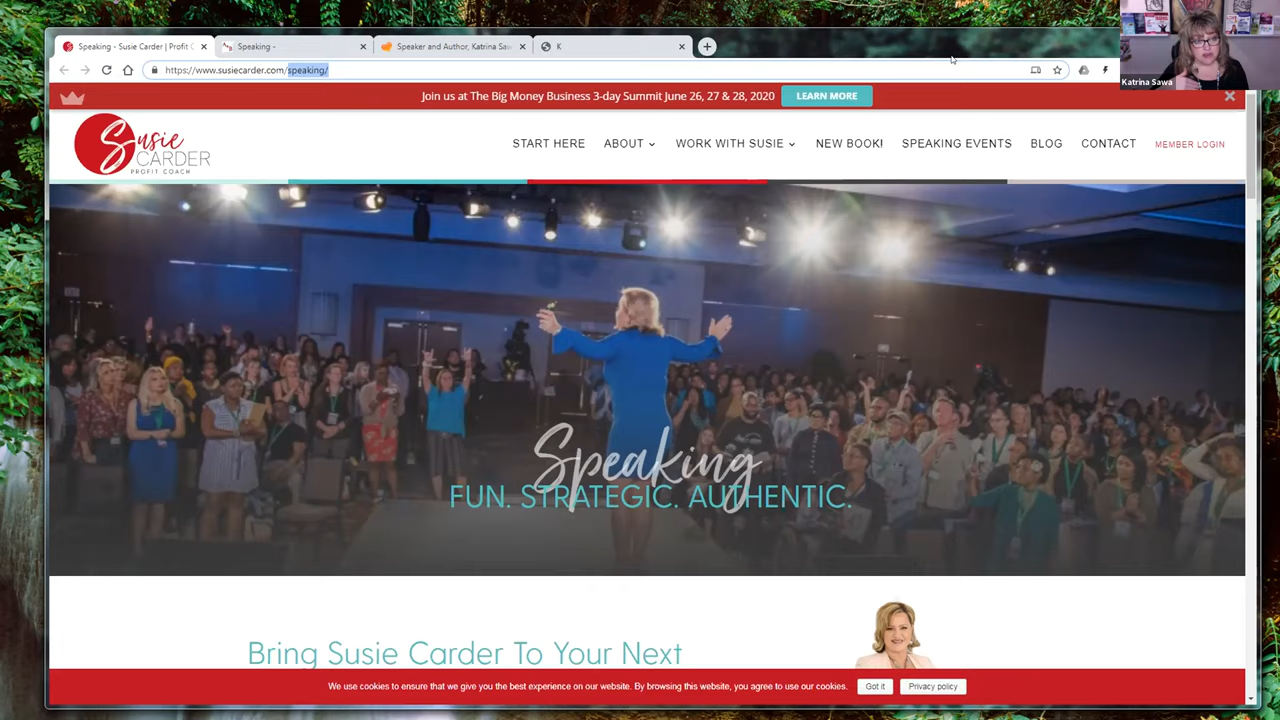 Speaking - Susie Carder | Profit C
Speaking -
Speaker and Author, Katrina Saw
K
https://www.susiecarder.com/speaking/
Katrina Sawa
Join us at The Big Money Business 3-day Summit June 26, 27 & 28, 2020
LEARN MORE
Susie
CARDER
PROFIT COACH
START HERE
ABOUT
WORK WITH SUSIE
NEW BOOK!
SPEAKING EVENTS
BLOG
CONTACT
MEMBER LOGIN
Speaking
FUN. STRATEGIC. AUTHENTIC.
Bring Susie Carder To Your Next
We use cookies to ensure that we give you the best experience on our website. By browsing this website, you agree to use our cookies.
Got it
Privacy policy